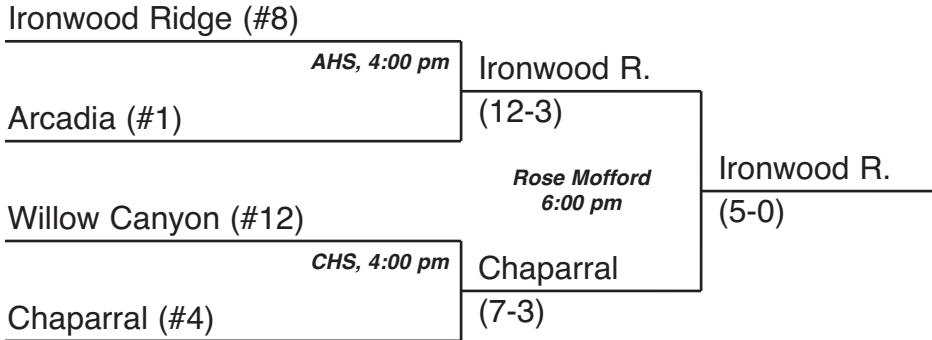 Ironwood Ridge (#8)
AHS, 4:00 pm
Ironwood R.
(12-3)
Arcadia (#1)
Rose Mofford
6:00 pm
Ironwood R.
(5-0)
Willow Canyon (#12)
CHS, 4:00 pm
Chaparral
(7-3)
Chaparral (#4)